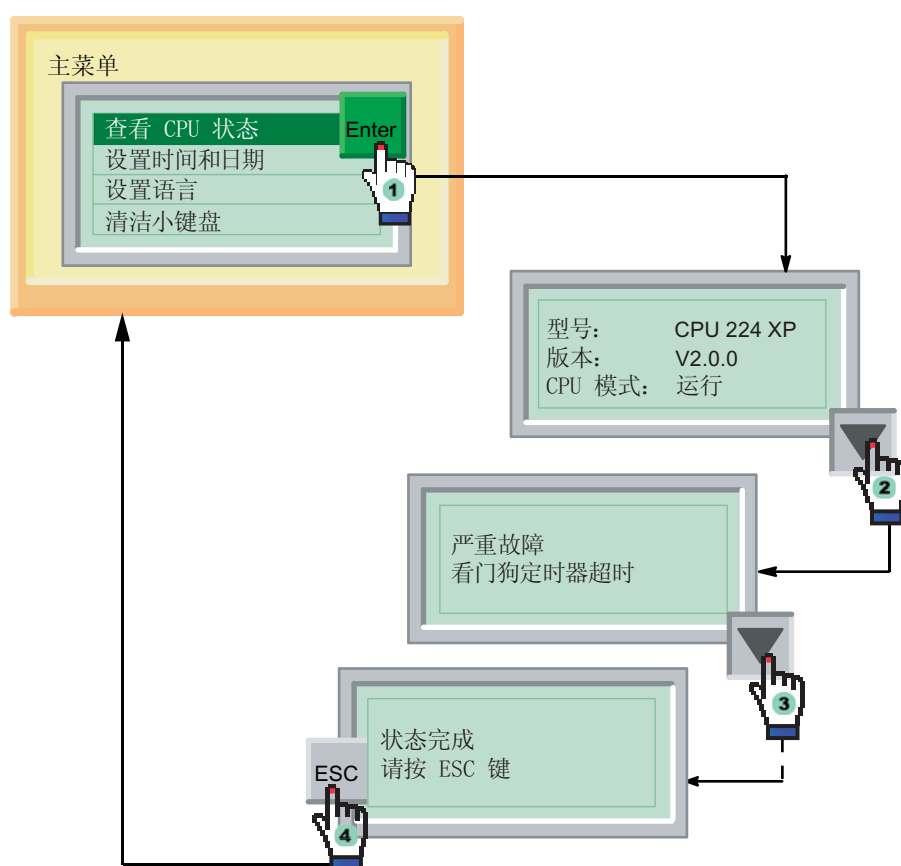 主菜单
查看 CPU 状态
Enter
设置时间和日期
设置语言
清洁小键盘
1
型号： CPU 224 XP
版本： V2.0.0
CPU 模式： 运行
2
严重故障
看门狗定时器超时
3
状态完成
请按 ESC 键
ESC
4